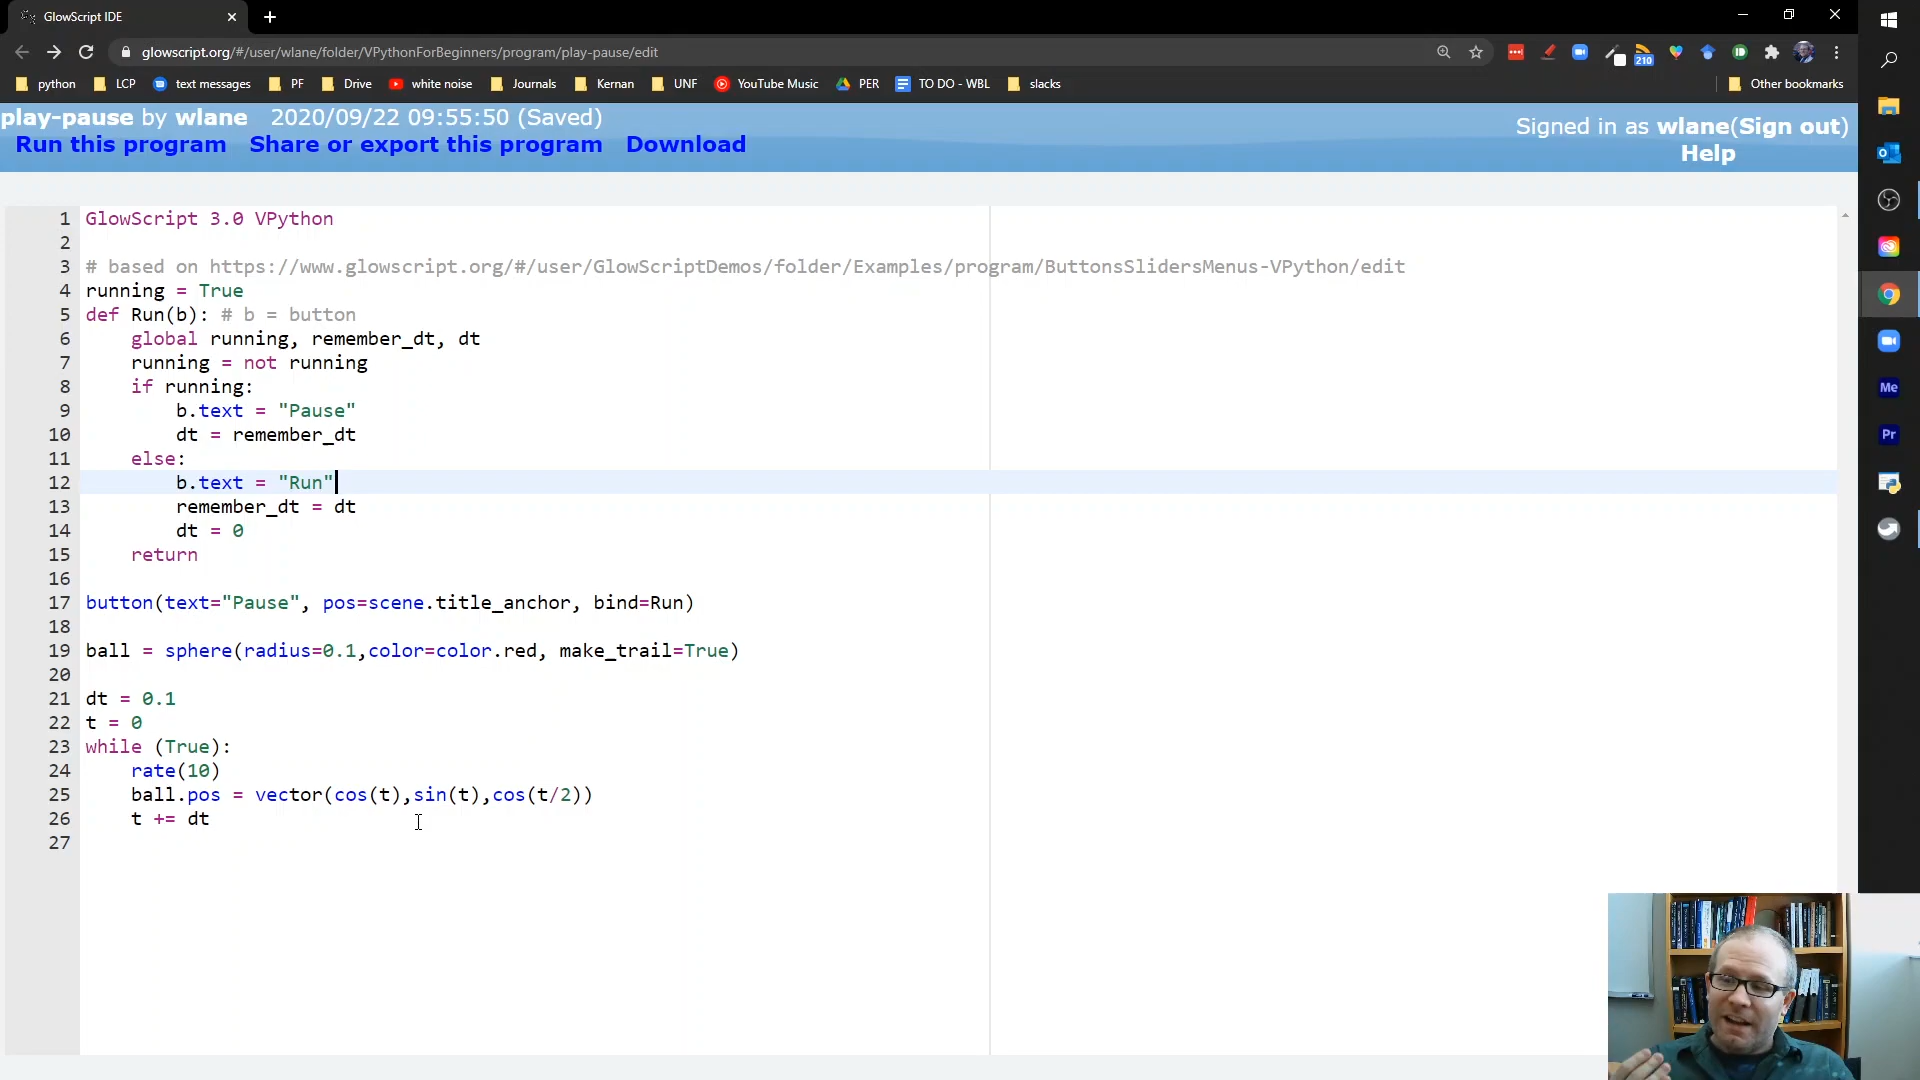 GlowScript IDE
glowscript.org/#/user/wlane/folder/VPythonForBeginners/program/play-pause/edit
210
python LCP text messages PF Drive white noise Journals Kernan UNF YouTube Music PER TO DO - WBL slacks Other bookmarks
play-pause by wlane 2020/09/22 09:55:50 (Saved)
Signed in as wlane(Sign out)
Run this program Share or export this program Download
Help
1 GlowScript 3.0 VPython
2
3 # based on https://www.glowscript.org/#/user/GlowScriptDemos/folder/Examples/program/ButtonsSlidersMenus-VPython/edit
4 running = True
5 def Run(b): # b = button
6 global running, remember_dt, dt
7 running = not running
8 if running:
9 b.text = "Pause"
10 dt = remember_dt
11 else:
12 b.text = "Run"
13 remember_dt = dt
14 dt = 0
15 return
16
17 button(text="Pause", pos=scene.title_anchor, bind=Run)
18
19 ball = sphere(radius=0.1,color=color.red, make_trail=True)
20
21 dt = 0.1
22 t = 0
23 while (True):
24 rate(10)
25 ball.pos = vector(cos(t),sin(t),cos(t/2))
26 t += dt
27
Me
Pr